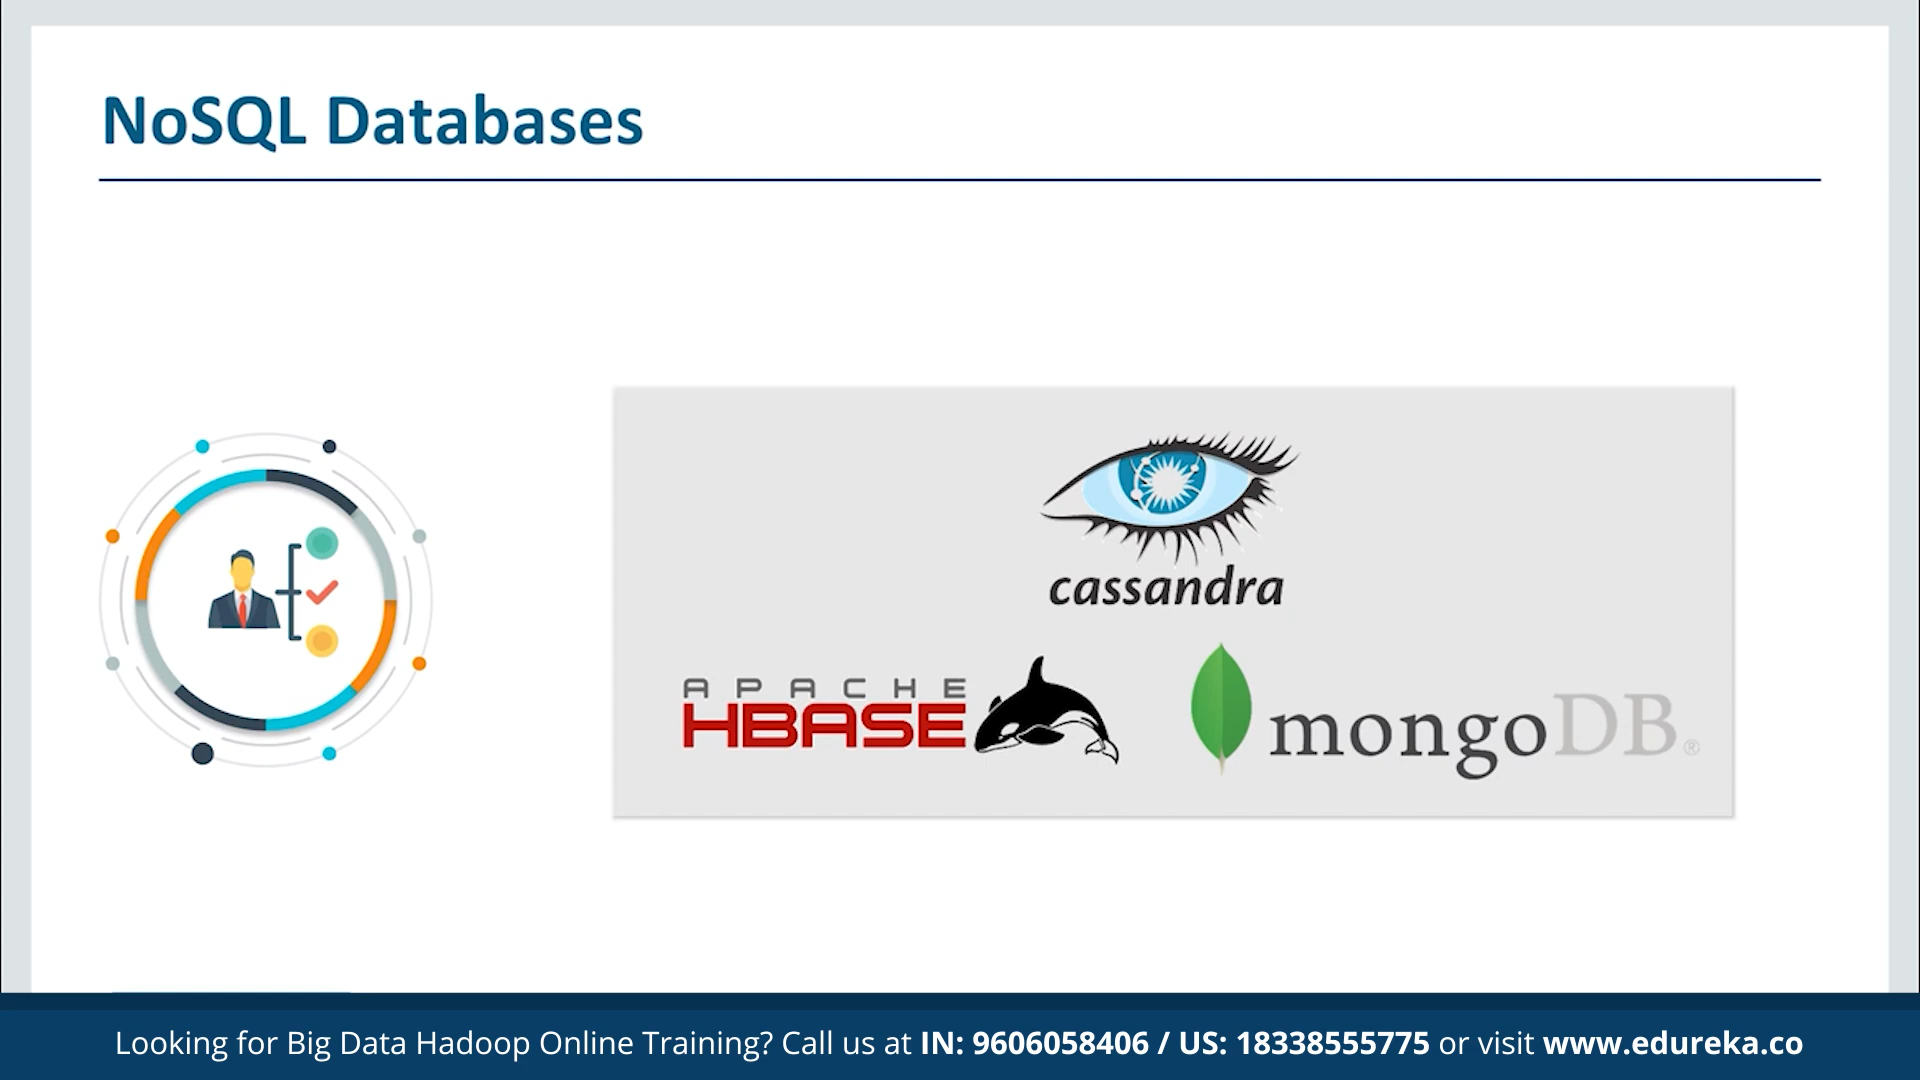 NoSQL Databases
cassandra
APACHE
HBASE
mongoDB®
Looking for Big Data Hadoop Online Training? Call us at IN: 9606058406 / US: 18338555775 or visit www.edureka.co